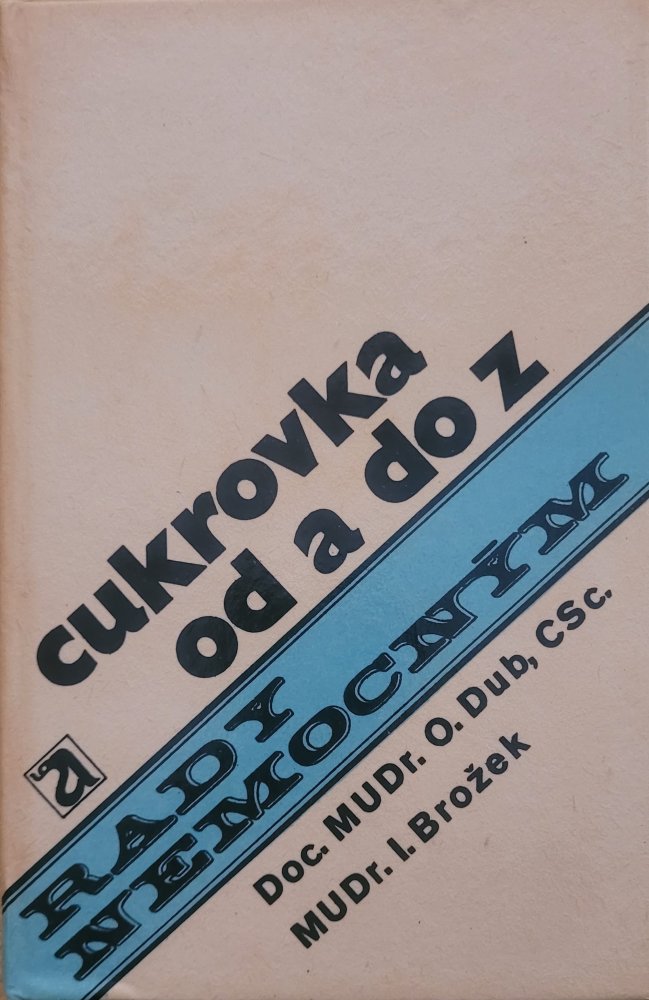 cukrovka
od a do z
a
RADY
NEMOCNÝM
Doc. MUDr. O. Dub, CSc.
MUDr. I. Brožek